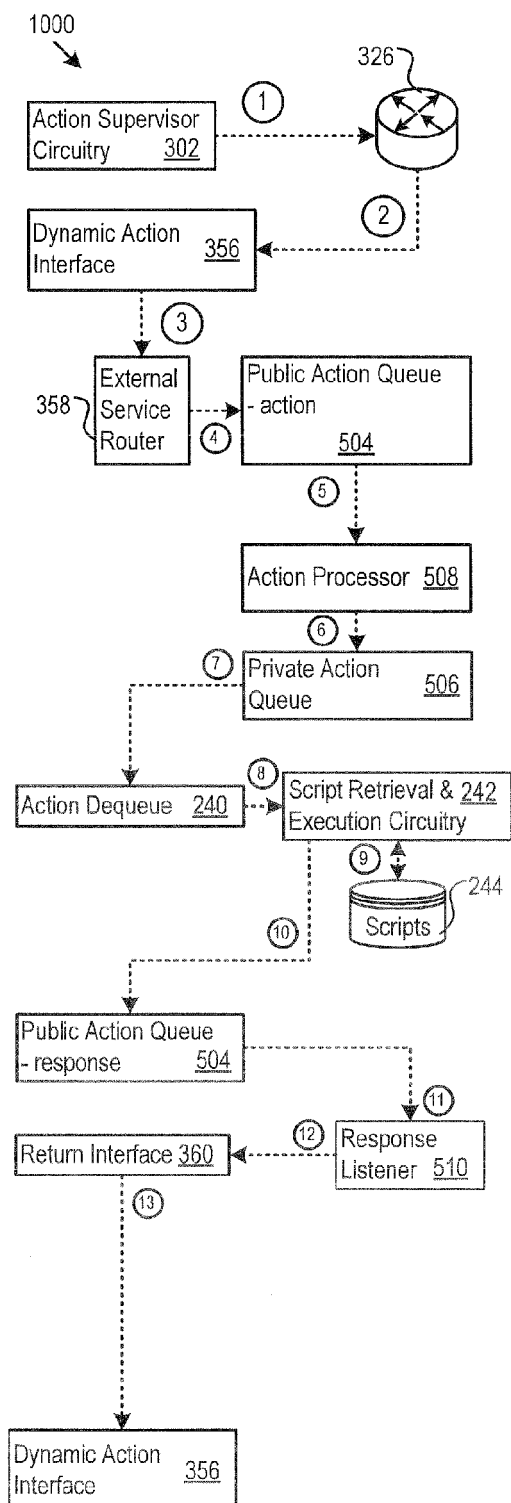 1000
326
1
Action Supervisor
Circuitry 302
2
Dynamic Action
Interface 356
3
358
External
Service
Router
4
Public Action Queue
- action
504
5
Action Processor 508
6
7
Private Action
Queue 506
8
Action Dequeue 240
Script Retrieval & 242
Execution Circuitry
9
244
Scripts
10
Public Action Queue
- response 504
11
12
Return Interface 360
Response
Listener 510
13
Dynamic Action
Interface 356